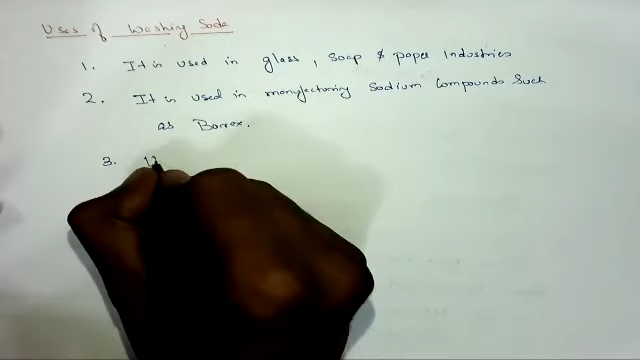 Uses of Washing Soda
1. It is used in glass, soap & paper Industries
2. It is used in manufacturing Sodium Compounds Such
as Borrex.
3.